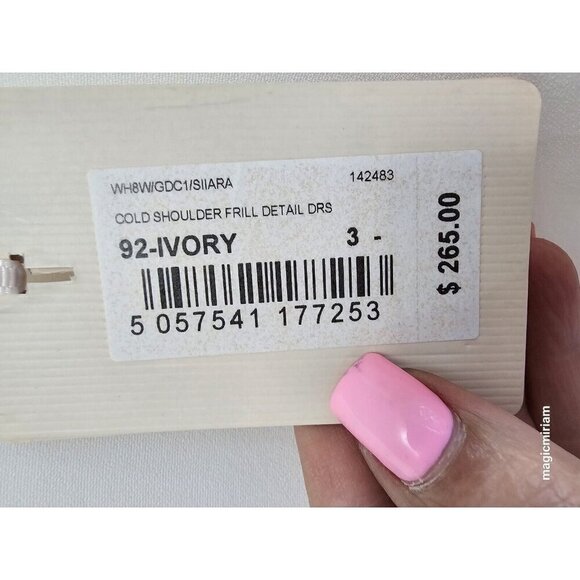 WH8W/GDC1/SIIARA 142483
COLD SHOULDER FRILL DETAIL DRS
92-IVORY 3 -
5 057541 177253
$ 265.00
magicmiriam